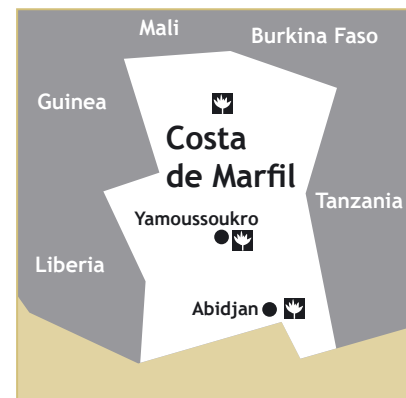 Mali
Burkina Faso
Guinea
Costa
de Marfil
Tanzania
Yamoussoukro
Liberia
Abidjan